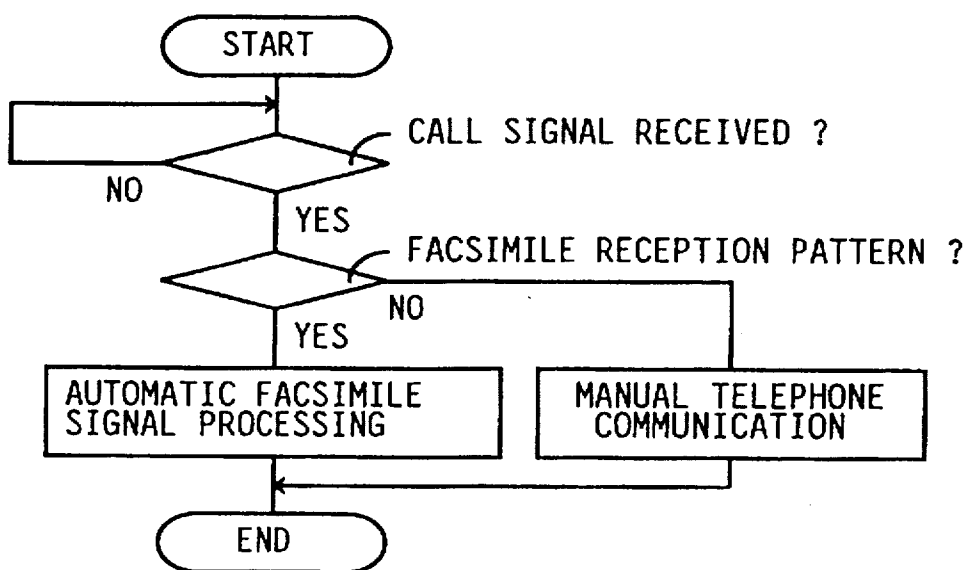 START
CALL SIGNAL RECEIVED ?
NO
YES
FACSIMILE RECEPTION PATTERN ?
NO
YES
AUTOMATIC FACSIMILE
SIGNAL PROCESSING
MANUAL TELEPHONE
COMMUNICATION
END